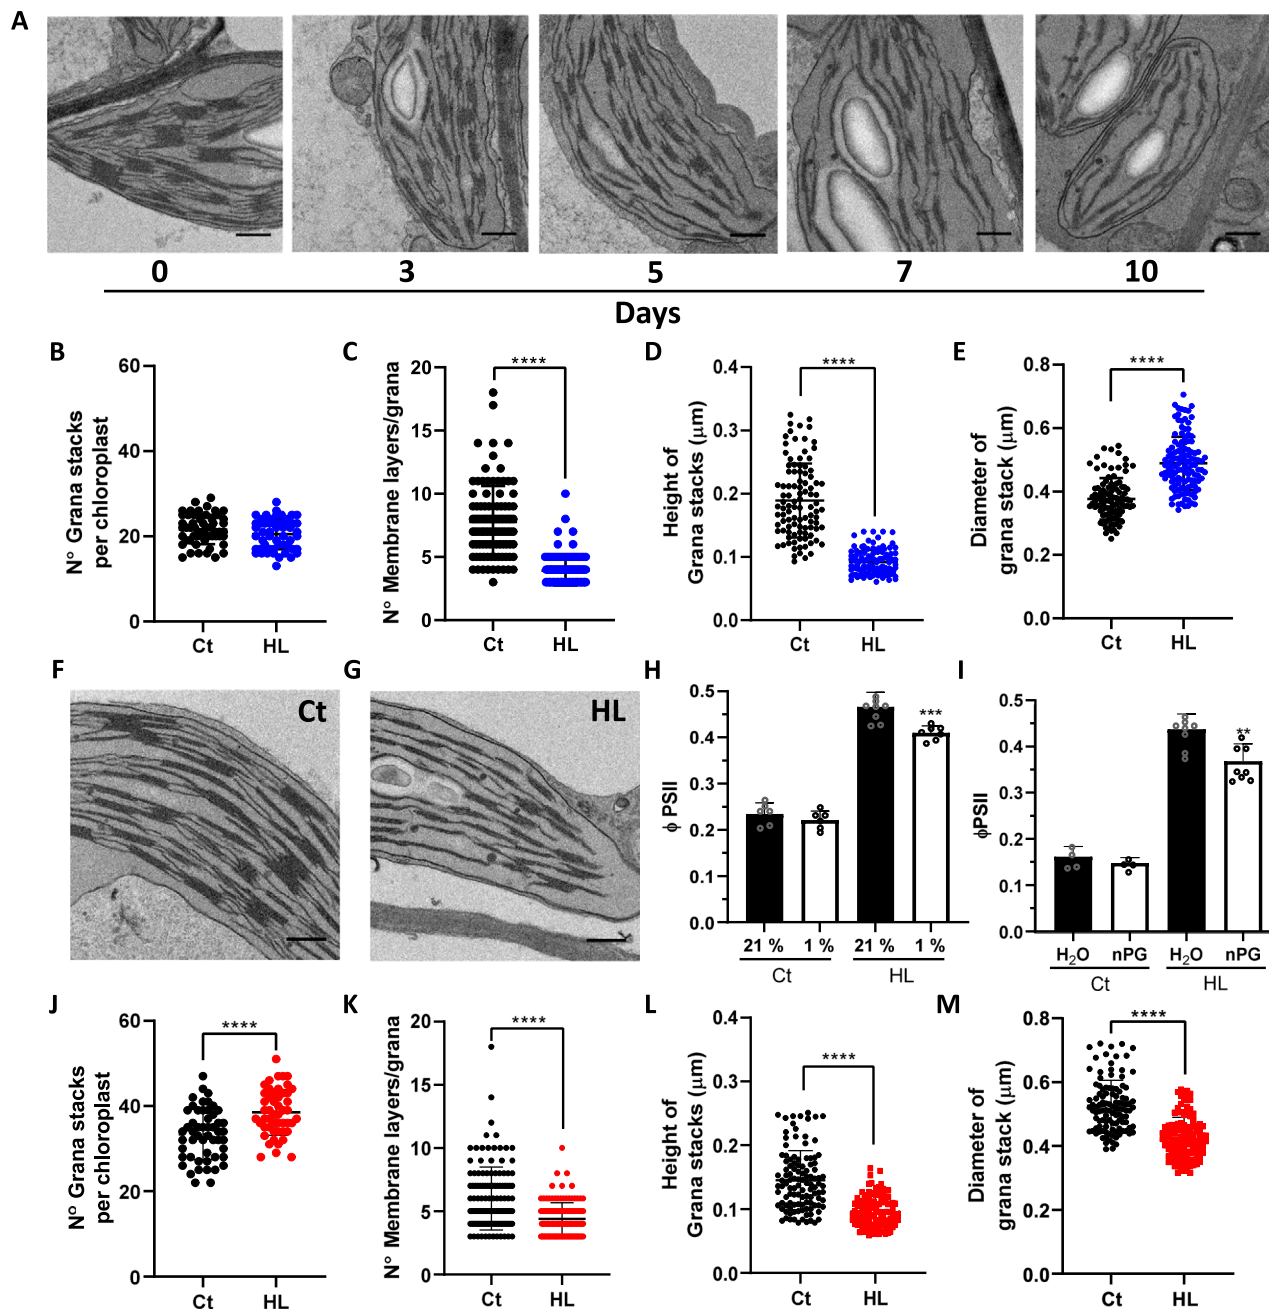 A
0 3 5 7 10
Days
B
60
40
20
0
N° Grana stacks
per chloroplast
Ct HL
C
20
15
10
5
0
N° Membrane layers/grana
****
Ct HL
D
0.4
0.3
0.2
0.1
0.0
Height of
Grana stacks (μm)
****
Ct HL
E
0.8
0.6
0.4
0.2
0.0
Diameter of
grana stack (μm)
****
Ct HL
F
Ct
G
HL
H
0.5
0.4
0.3
0.2
0.1
0.0
ϕ PSII
***
21 % 1 % 21 % 1 %
Ct HL
I
0.5
0.4
0.3
0.2
0.1
0.0
ϕPSII
**
H₂O nPG H₂O nPG
Ct HL
J
60
40
20
0
N° Grana stacks
per chloroplast
****
Ct HL
K
20
15
10
5
0
N° Membrane layers/grana
****
Ct HL
L
0.4
0.3
0.2
0.1
0.0
Height of
Grana stacks (μm)
****
Ct HL
M
0.8
0.6
0.4
0.2
0.0
Diameter of
grana stack (μm)
****
Ct HL